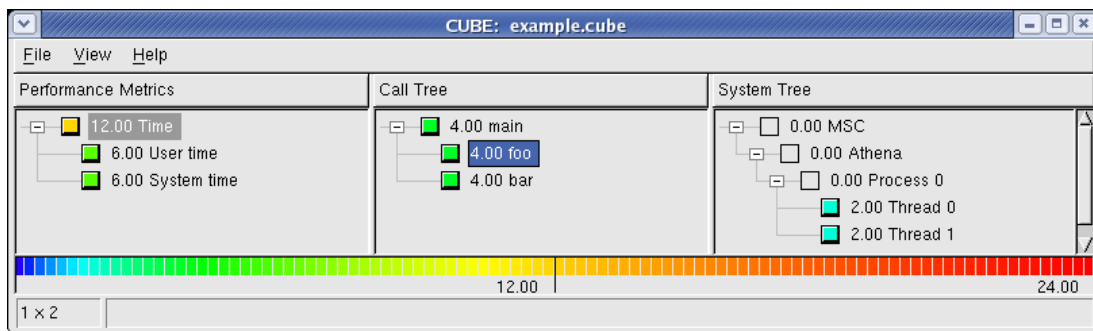 CUBE: example.cube
File View Help
Performance Metrics
12.00 Time
6.00 User time
6.00 System time
Call Tree
4.00 main
4.00 foo
4.00 bar
System Tree
0.00 MSC
0.00 Athena
0.00 Process 0
2.00 Thread 0
2.00 Thread 1
12.00 24.00
1 x 2